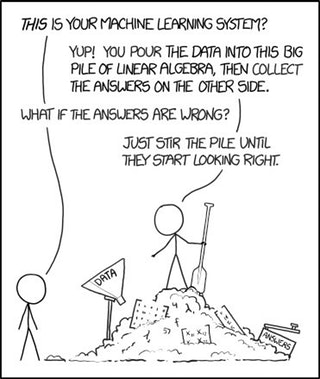 THIS IS YOUR MACHINE LEARNING SYSTEM?
YUP! YOU POUR THE DATA INTO THIS BIG
PILE OF LINEAR ALGEBRA, THEN COLLECT
THE ANSWERS ON THE OTHER SIDE.
WHAT IF THE ANSWERS ARE WRONG?
JUST STIR THE PILE UNTIL
THEY START LOOKING RIGHT.
DATA
ANSWERS